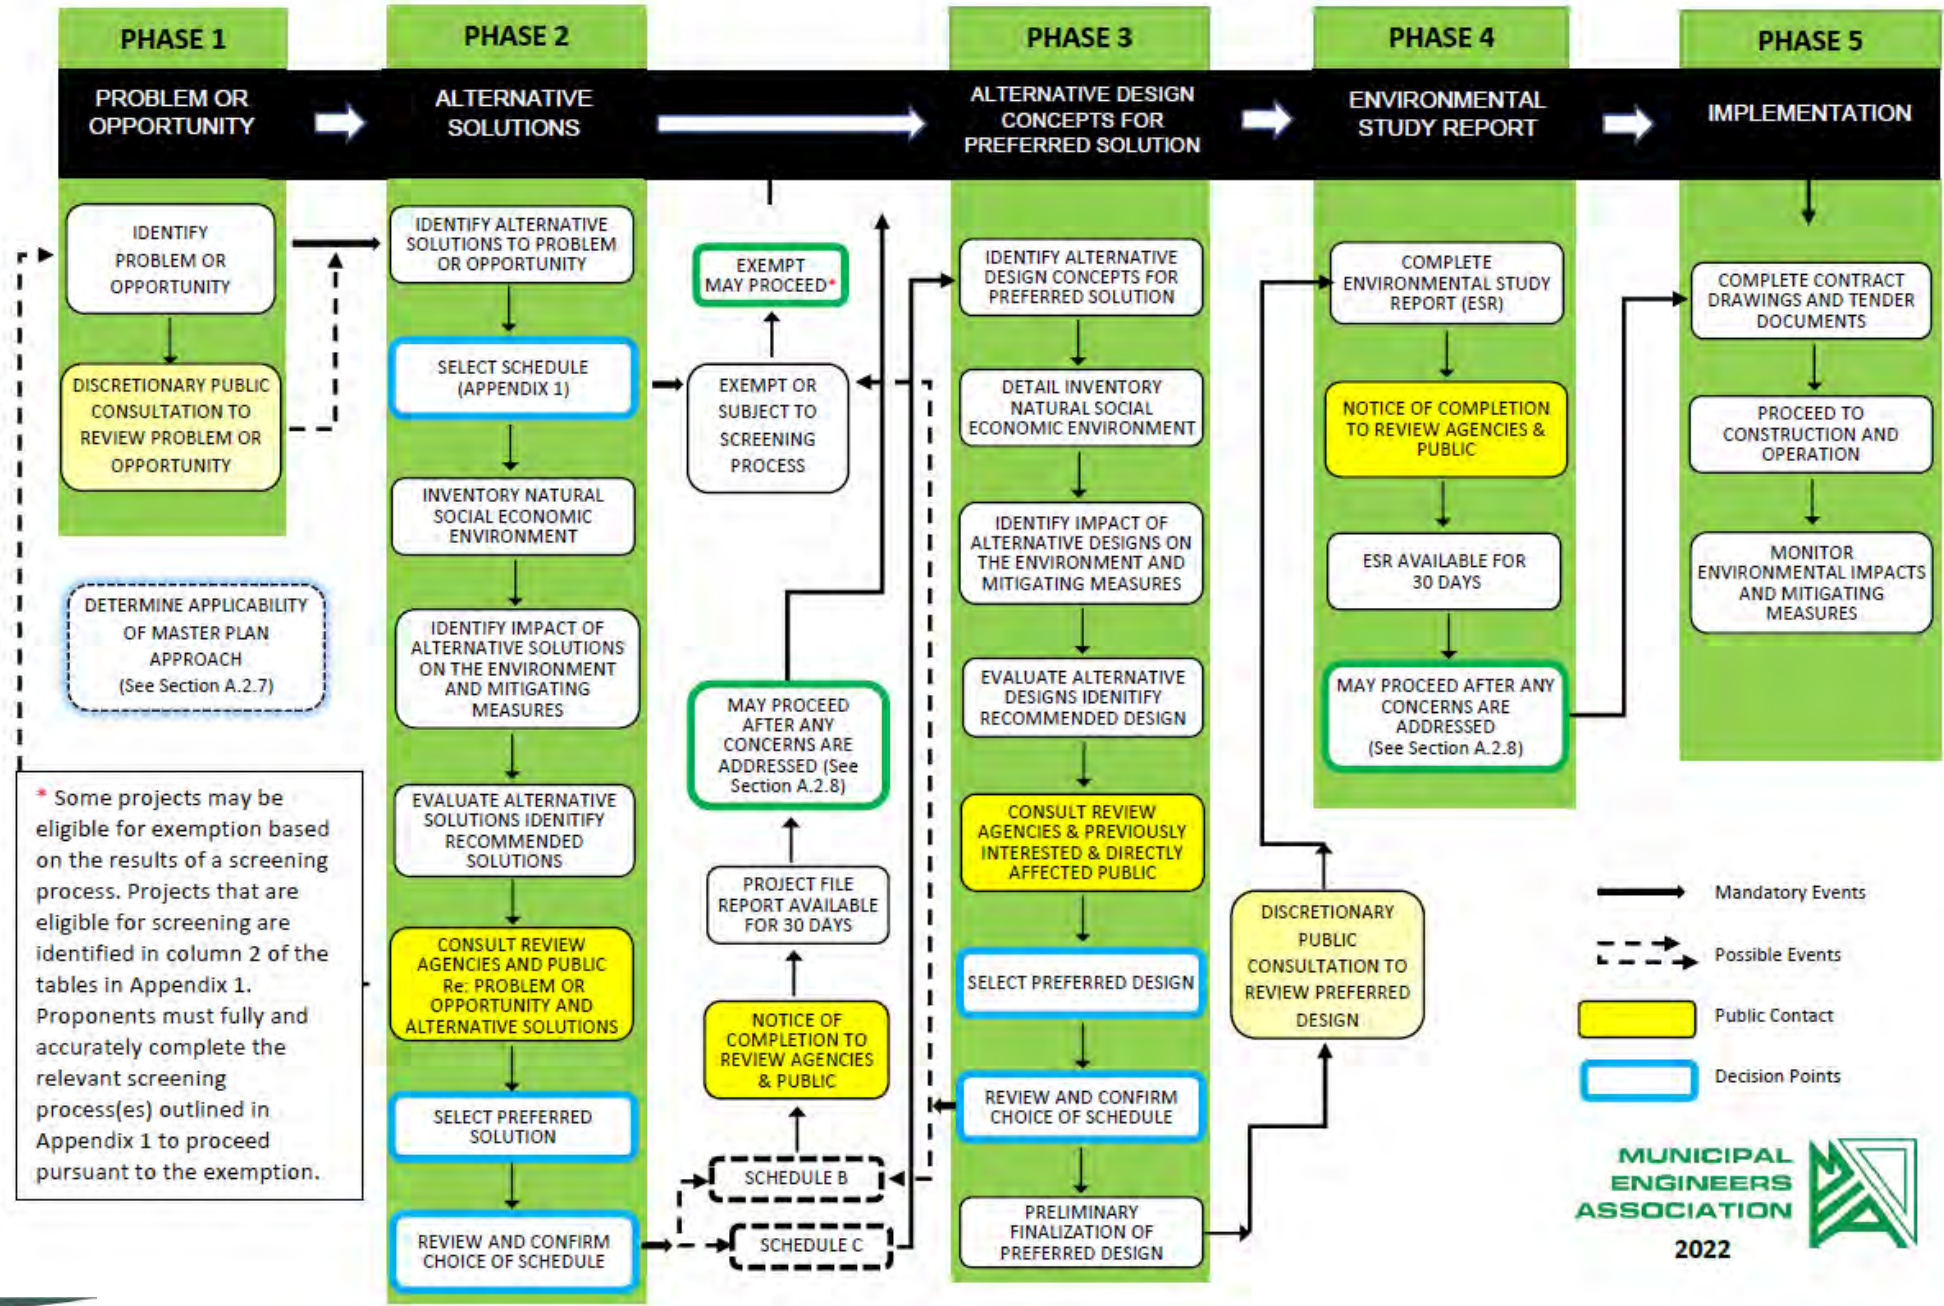 PHASE 1
PROBLEM OR
OPPORTUNITY
IDENTIFY
PROBLEM OR
OPPORTUNITY
DISCRETIONARY PUBLIC
CONSULTATION TO
REVIEW PROBLEM OR
OPPORTUNITY
DETERMINE APPLICABILITY
OF MASTER PLAN
APPROACH
(See Section A.2.7)
* Some projects may be
eligible for exemption based
on the results of a screening
process. Projects that are
eligible for screening are
identified in column 2 of the
tables in Appendix 1.
Proponents must fully and
accurately complete the
relevant screening
process(es) outlined in
Appendix 1 to proceed
pursuant to the exemption.
PHASE 2
ALTERNATIVE
SOLUTIONS
IDENTIFY ALTERNATIVE
SOLUTIONS TO PROBLEM
OR OPPORTUNITY
SELECT SCHEDULE
(APPENDIX 1)
INVENTORY NATURAL
SOCIAL ECONOMIC
ENVIRONMENT
IDENTIFY IMPACT OF
ALTERNATIVE SOLUTIONS
ON THE ENVIRONMENT
AND MITIGATING
MEASURES
EVALUATE ALTERNATIVE
SOLUTIONS IDENITIFY
RECOMMENDED
SOLUTIONS
CONSULT REVIEW
AGENCIES AND PUBLIC
Re: PROBLEM OR
OPPORTUNITY AND
ALTERNATIVE SOLUTIONS
SELECT PREFERRED
SOLUTION
REVIEW AND CONFIRM
CHOICE OF SCHEDULE
EXEMPT
MAY PROCEED*
EXEMPT OR
SUBJECT TO
SCREENING
PROCESS
MAY PROCEED
AFTER ANY
CONCERNS ARE
ADDRESSED (See
Section A.2.8)
PROJECT FILE
REPORT AVAILABLE
FOR 30 DAYS
NOTICE OF
COMPLETION TO
REVIEW AGENCIES
& PUBLIC
SCHEDULE B
SCHEDULE C
PHASE 3
ALTERNATIVE DESIGN
CONCEPTS FOR
PREFERRED SOLUTION
IDENTIFY ALTERNATIVE
DESIGN CONCEPTS FOR
PREFERRED SOLUTION
DETAIL INVENTORY
NATURAL SOCIAL
ECONOMIC ENVIRONMENT
IDENTIFY IMPACT OF
ALTERNATIVE DESIGNS ON
THE ENVIRONMENT AND
MITIGATING MEASURES
EVALUATE ALTERNATIVE
DESIGNS IDENITIFY
RECOMMENDED DESIGN
CONSULT REVIEW
AGENCIES & PREVIOUSLY
INTERESTED & DIRECTLY
AFFECTED PUBLIC
SELECT PREFERRED DESIGN
REVIEW AND CONFIRM
CHOICE OF SCHEDULE
PRELIMINARY
FINALIZATION OF
PREFERRED DESIGN
DISCRETIONARY
PUBLIC
CONSULTATION TO
REVIEW PREFERRED
DESIGN
PHASE 4
ENVIRONMENTAL
STUDY REPORT
COMPLETE
ENVIRONMENTAL STUDY
REPORT (ESR)
NOTICE OF COMPLETION
TO REVIEW AGENCIES &
PUBLIC
ESR AVAILABLE FOR
30 DAYS
MAY PROCEED AFTER ANY
CONCERNS ARE
ADDRESSED
(See Section A.2.8)
PHASE 5
IMPLEMENTATION
COMPLETE CONTRACT
DRAWINGS AND TENDER
DOCUMENTS
PROCEED TO
CONSTRUCTION AND
OPERATION
MONITOR
ENVIRONMENTAL IMPACTS
AND MITIGATING
MEASURES
Mandatory Events
Possible Events
Public Contact
Decision Points
MUNICIPAL
ENGINEERS
ASSOCIATION
2022